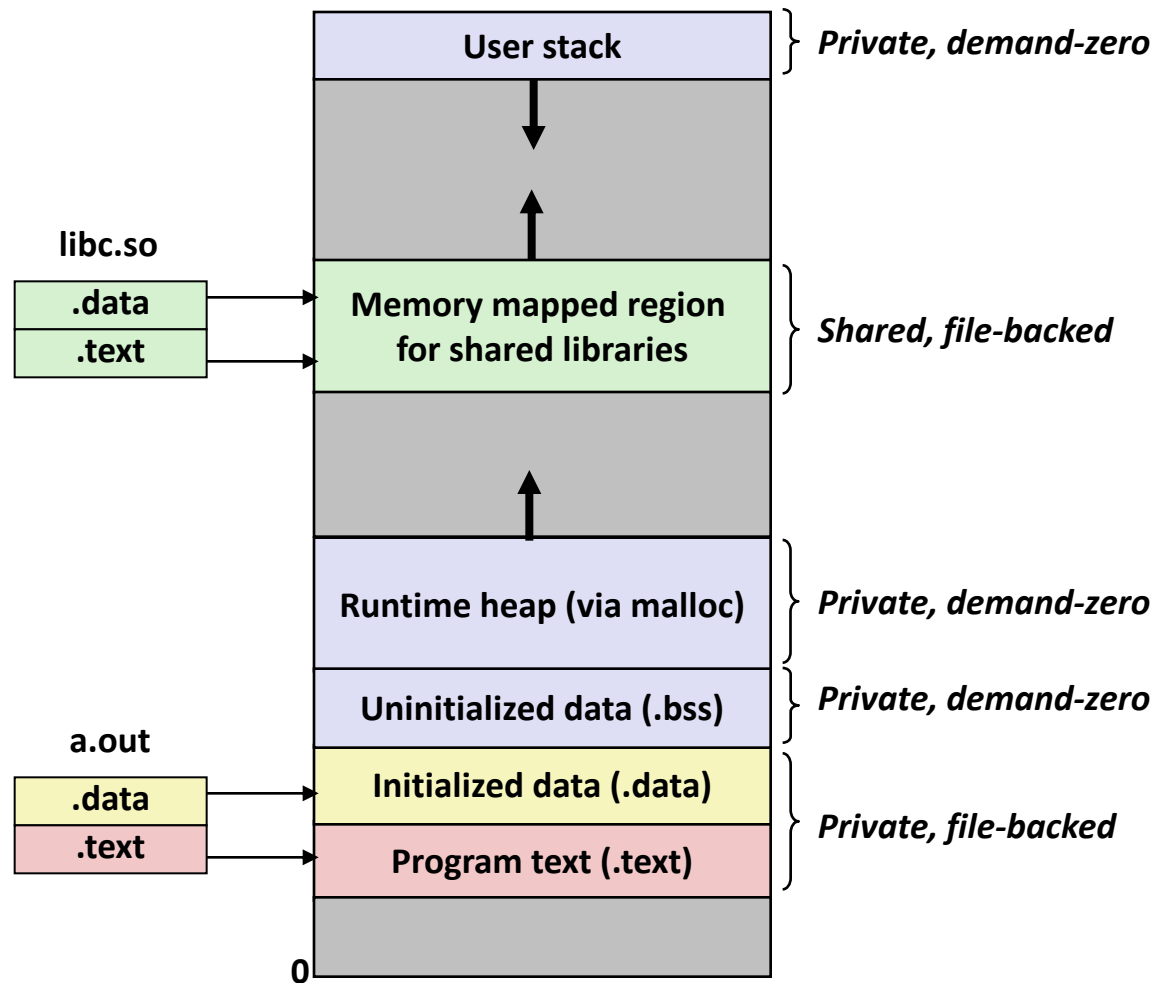 User stack
Private, demand-zero
libc.so
.data
.text
Memory mapped region
for shared libraries
Shared, file-backed
Runtime heap (via malloc)
Private, demand-zero
Uninitialized data (.bss)
Private, demand-zero
a.out
.data
.text
Initialized data (.data)
Program text (.text)
Private, file-backed
0